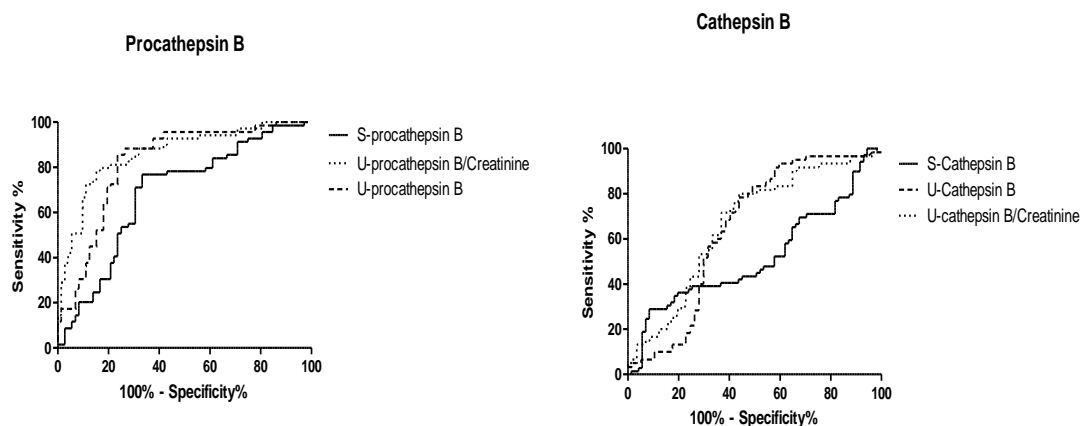 Procathepsin B
Sensitivity %
100
80
60
40
20
0
0 20 40 60 80 100
100% - Specificity%
S-procathepsin B
U-procathepsin B/Creatinine
U-procathepsin B
Cathepsin B
Sensitivity %
100
80
60
40
20
0
0 20 40 60 80 100
100% - Specificity%
S-Cathepsin B
U-Cathepsin B
U-cathepsin B/Creatinine